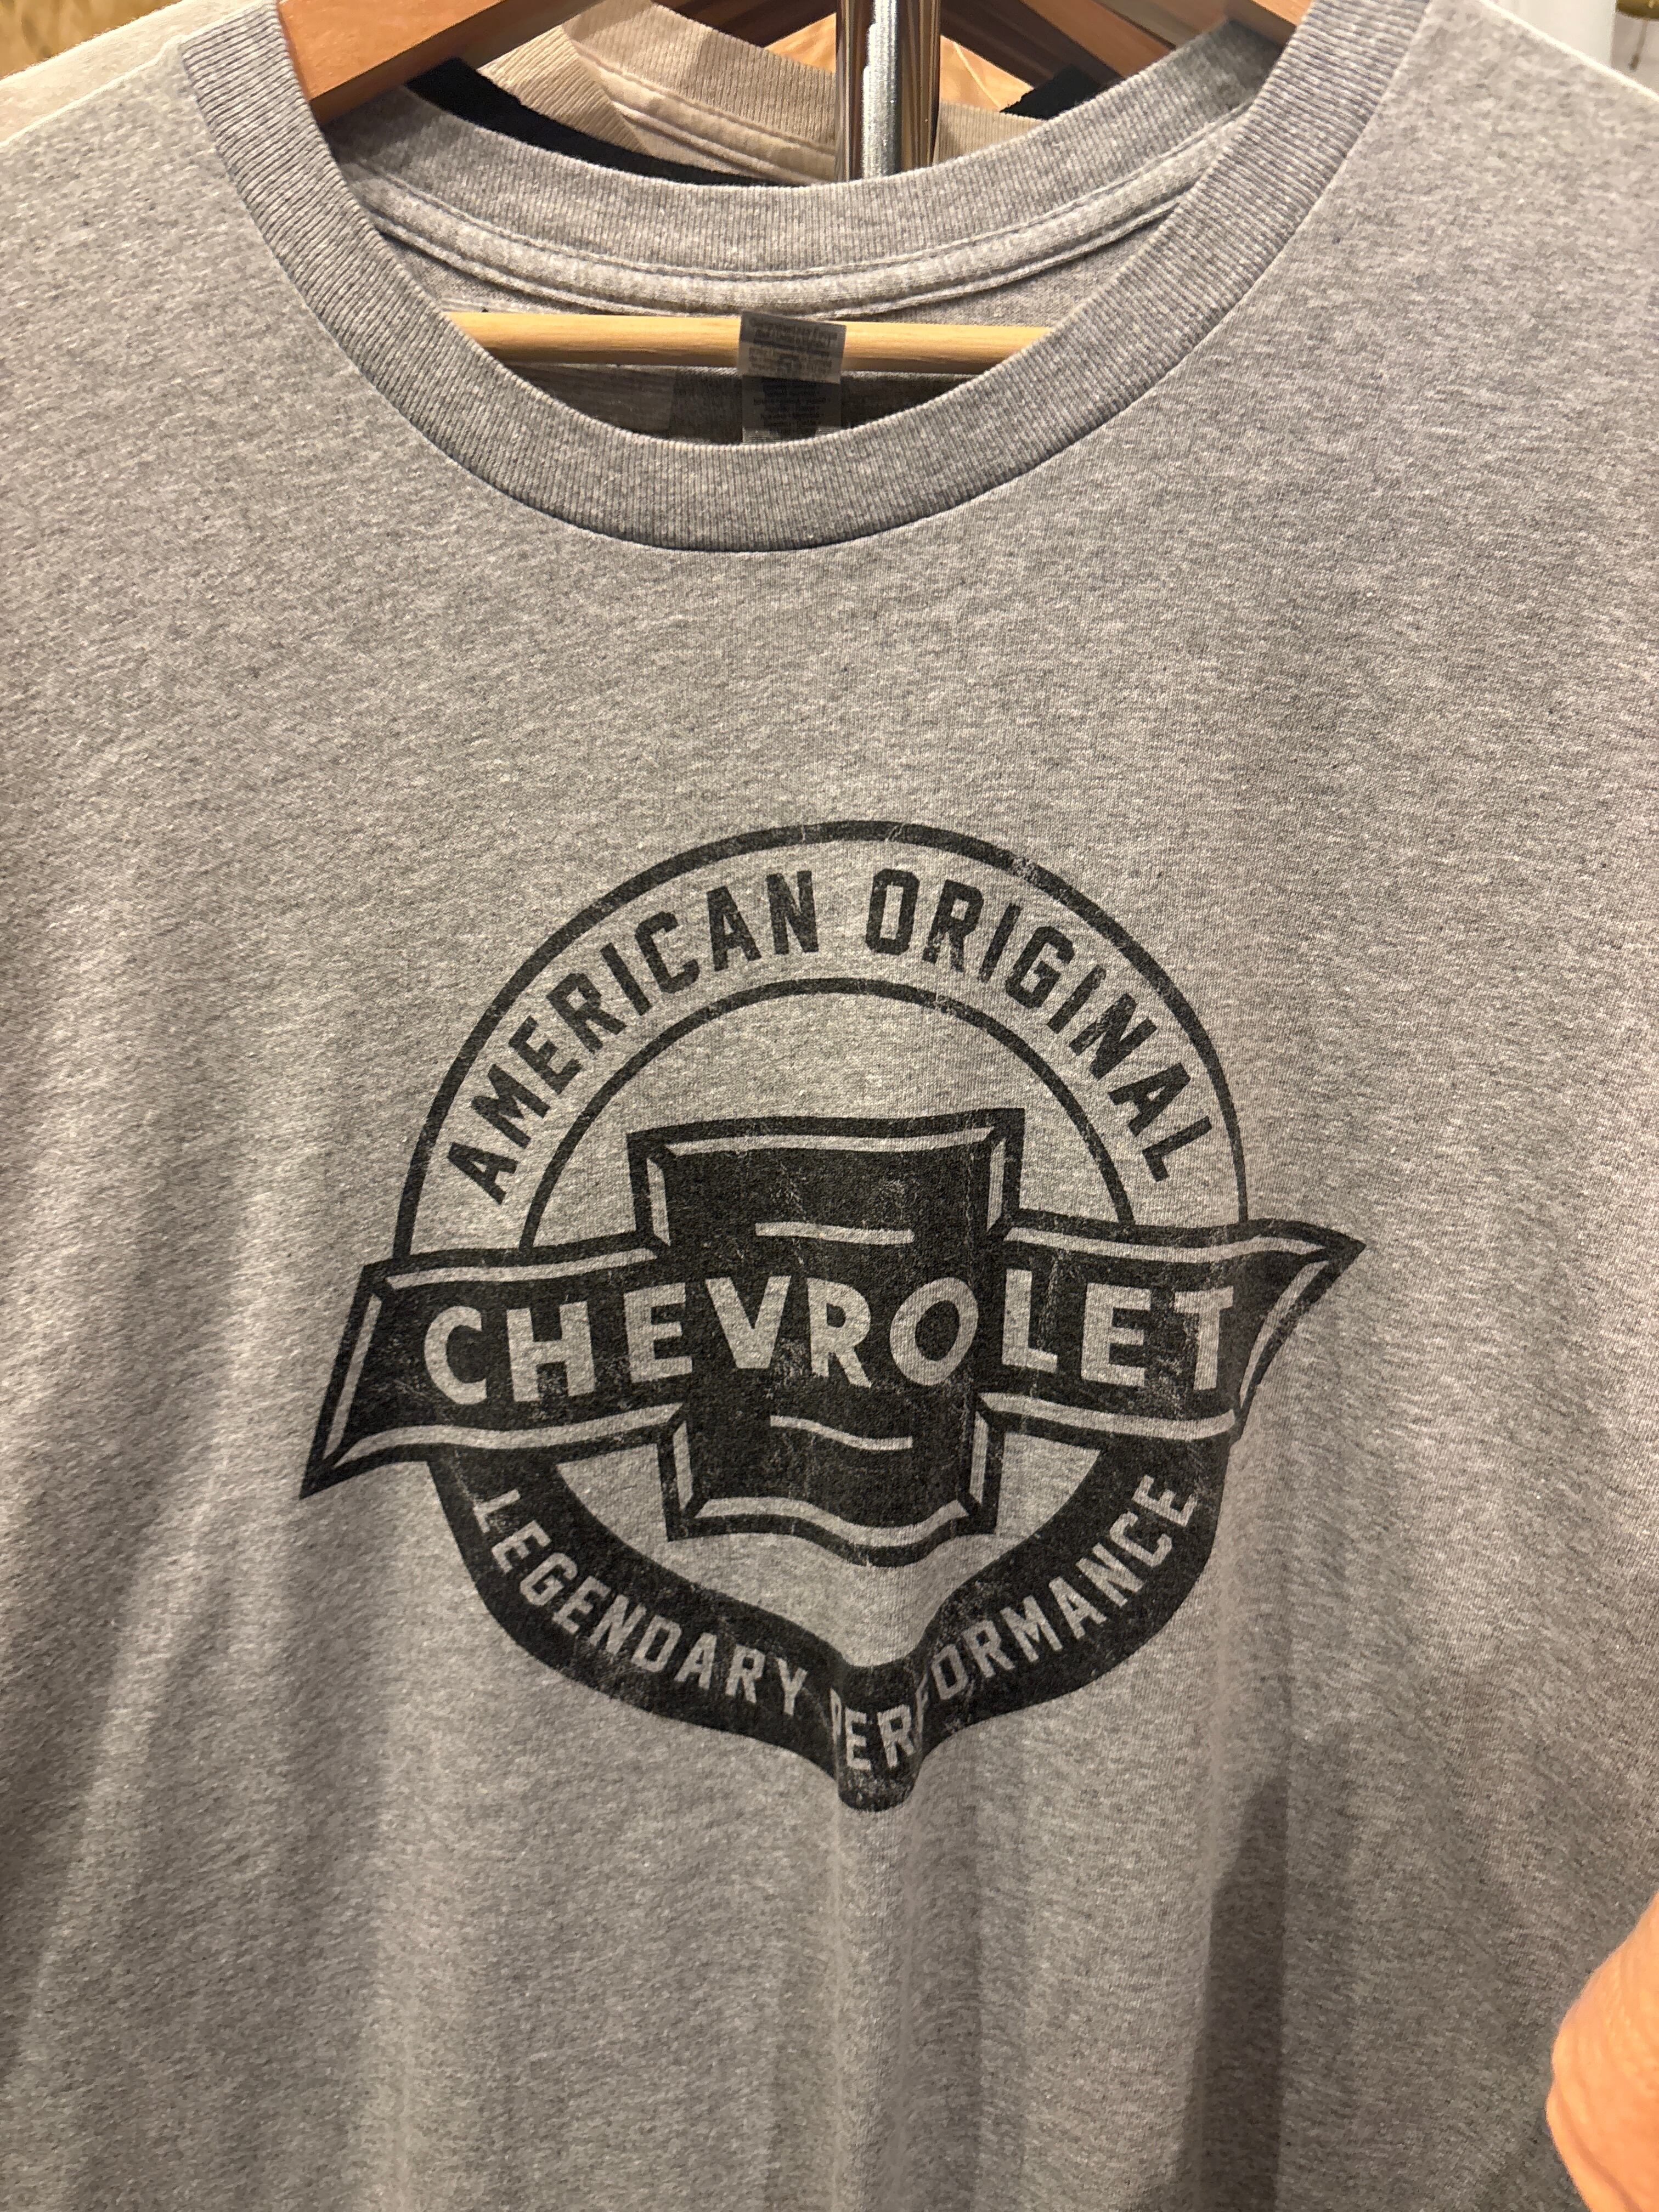 AMERICAN ORIGINAL
CHEVROLET
LEGENDARY PERFORMANCE